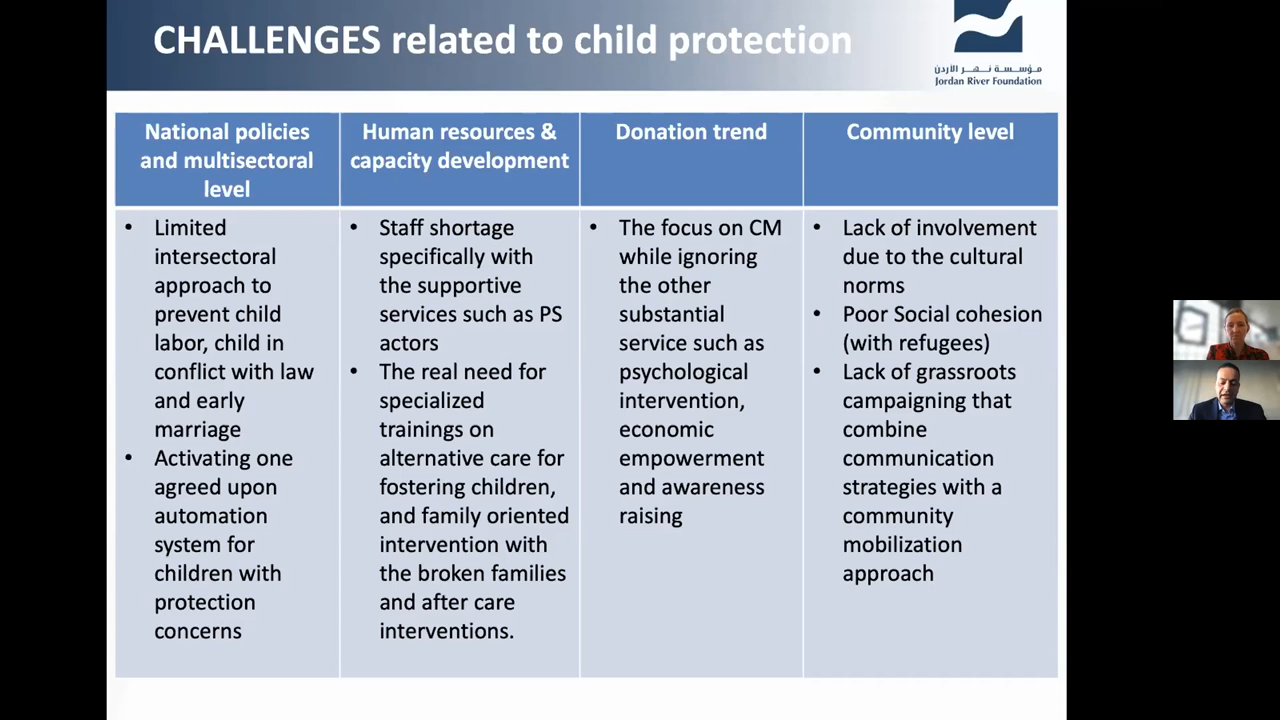 CHALLENGES related to child protection
مؤسسة نهر الأردن
Jordan River Foundation
National policies
and multisectoral
level
Human resources &
capacity development
Donation trend
Community level
• Limited
intersectoral
approach to
prevent child
labor, child in
conflict with law
and early
marriage
• Activating one
agreed upon
automation
system for
children with
protection
concerns
• Staff shortage
specifically with
the supportive
services such as PS
actors
• The real need for
specialized
trainings on
alternative care for
fostering children,
and family oriented
intervention with
the broken families
and after care
interventions.
• The focus on CM
while ignoring
the other
substantial
service such as
psychological
intervention,
economic
empowerment
and awareness
raising
• Lack of involvement
due to the cultural
norms
• Poor Social cohesion
(with refugees)
• Lack of grassroots
campaigning that
combine
communication
strategies with a
community
mobilization
approach